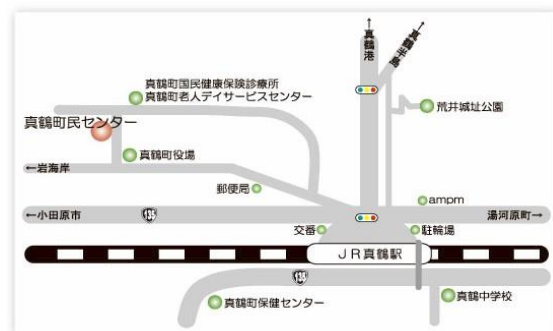 ←真鶴港
←真鶴半島
真鶴町国民健康保険診療所
真鶴町老人デイサービスセンター
荒井城址公園
真鶴町民センター
真鶴町役場
←岩海岸
郵便局
ampm
←小田原市
135
湯河原町→
交番
駐輪場
JR真鶴駅
135
真鶴町保健センター
真鶴中学校